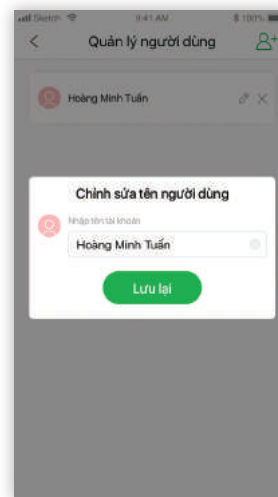 Sketch 9:41 AM 100%
Quản lý người dùng
Hoàng Minh Tuấn
Chỉnh sửa tên người dùng
Nhập tên tài khoản
Hoàng Minh Tuấn
Lưu lại